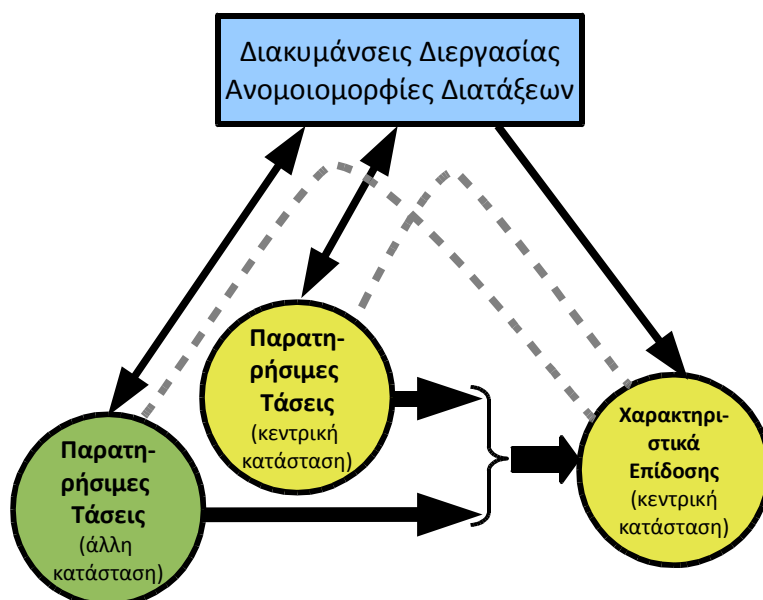 Διακυμάνσεις Διεργασίας
Ανομοιομορφίες Διατάξεων
Παρατη-
ρήσιμες
Τάσεις
(κεντρική
κατάσταση)
Παρατη-
ρήσιμες
Τάσεις
(άλλη
κατάσταση)
Χαρακτηρι-
στικά
Επίδοσης
(κεντρική
κατάσταση)